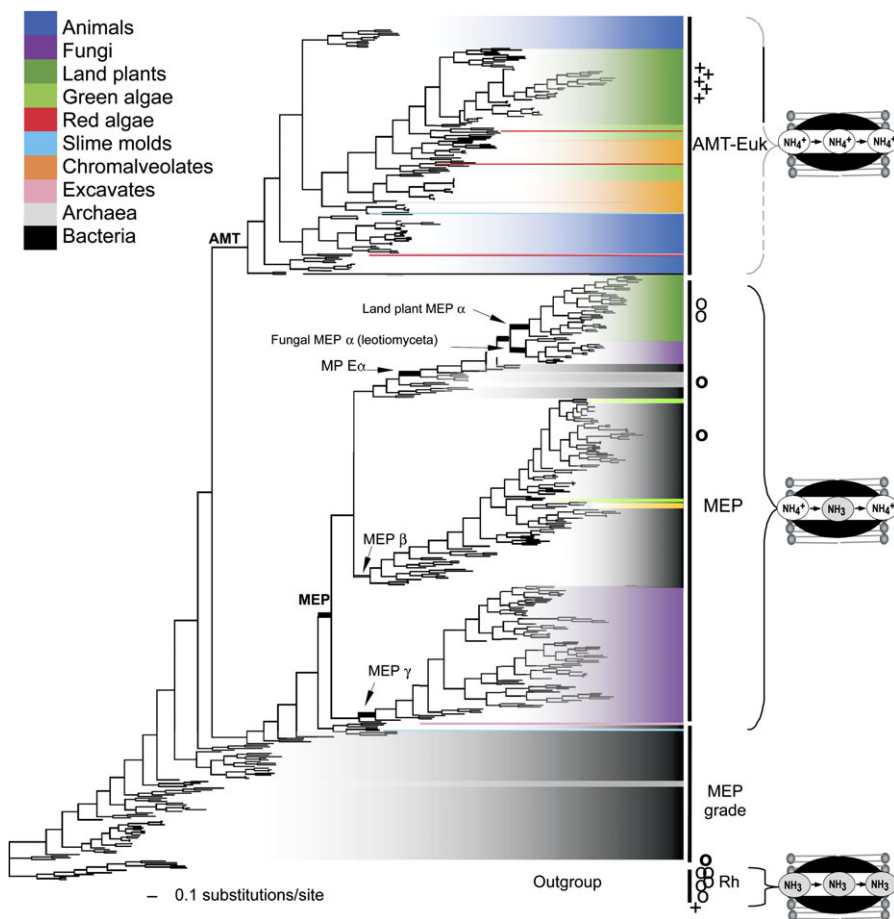 Animals
Fungi
Land plants
Green algae
Red algae
Slime molds
Chromalveolates
Excavates
Archaea
Bacteria
+
+
+
+
+
AMT-Euk
NH₄⁺ NH₄⁺ NH₄⁺
AMT
Land plant MEP α
O
O
Fungal MEP α (leotiomyceta)
MP Eα
O
O
MEP
NH₄⁺ NH₃ NH₄⁺
MEP β
MEP
MEP γ
MEP
grade
O
Outgroup
Rh
NH₃ NH₃ NH₃
+
0.1 substitutions/site